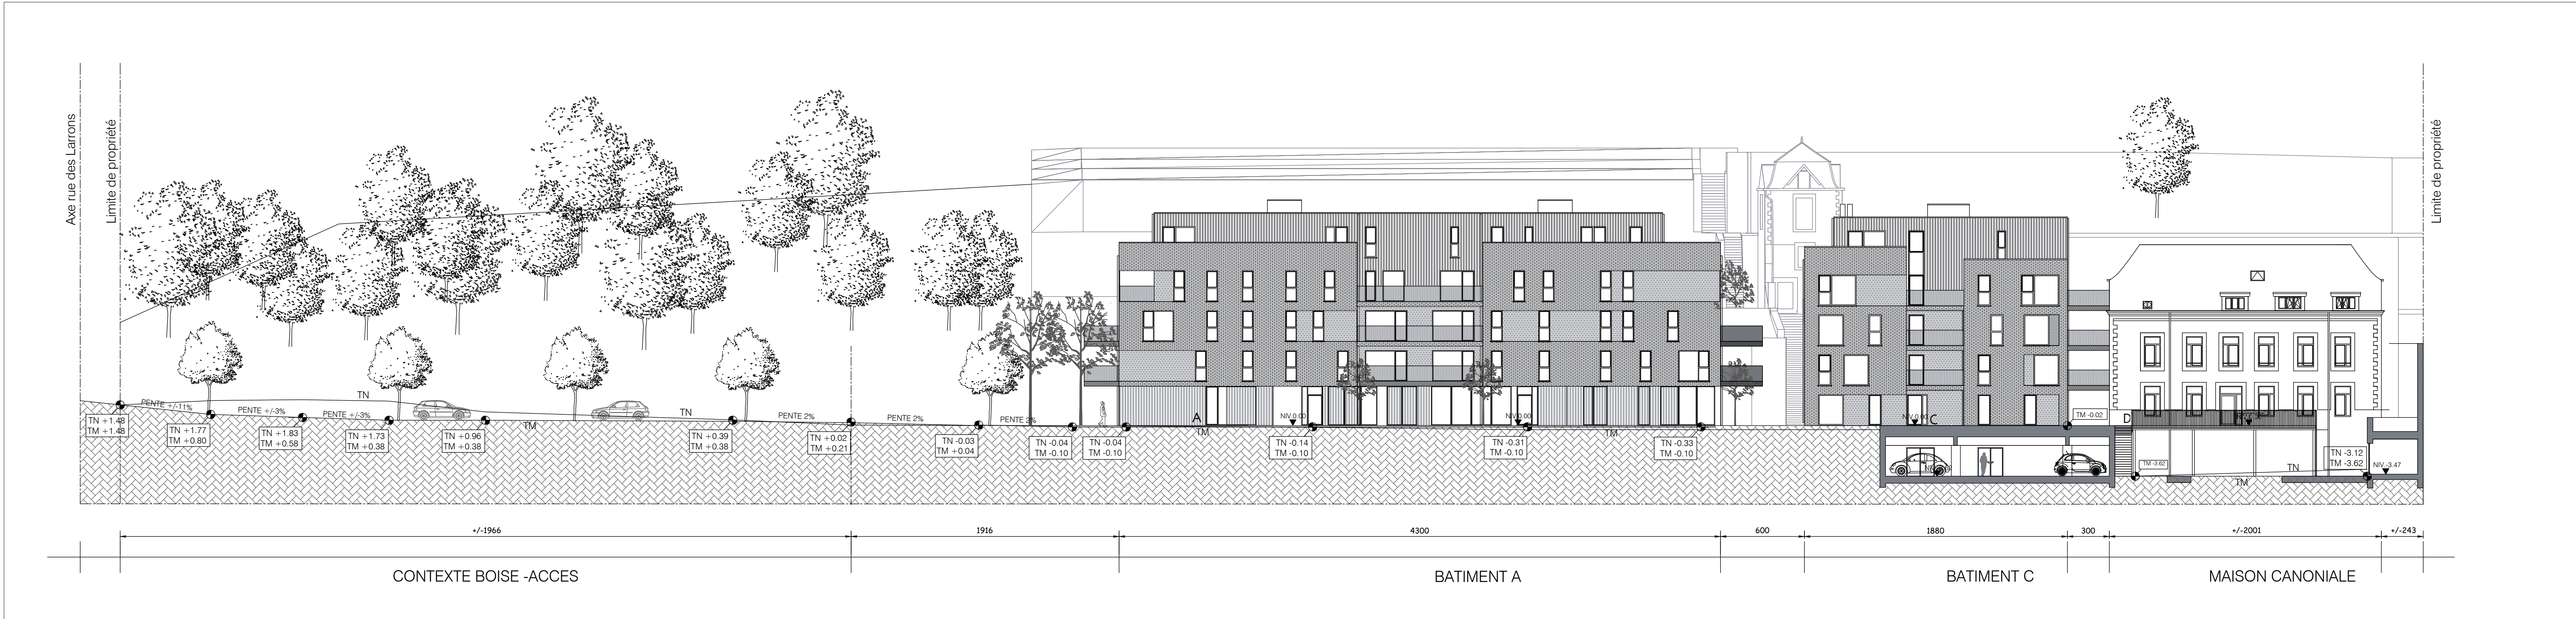 Axe rue des Larrons
Limite de propriété
Limite de propriété
TN
TN
PENTE +/-11%
PENTE +/-3%
PENTE +/-3%
PENTE 2%
PENTE 2%
PENTE 2%
TM
TN +1.48
TM +1.48
TN +1.77
TM +0.80
TN +1.83
TM +0.58
TN +1.73
TM +0.38
TN +0.96
TM +0.38
TN +0.39
TM +0.38
TN +0.02
TM +0.21
TN -0.03
TM +0.04
TN -0.04
TM -0.10
TN -0.04
TM -0.10
A
TM
NIV 0.00
TN -0.14
TM -0.10
NIV 0.00
TN -0.31
TM -0.10
TM
TN -0.33
TM -0.10
NIV 0.00
C
TM -0.02
D
TM -3.62
TN
TM
TN -3.12
TM -3.62
NIV -3.47
+/-1966
1916
4300
600
1880
300
+/-2001
+/-243
CONTEXTE BOISE -ACCES
BATIMENT A
BATIMENT C
MAISON CANONIALE